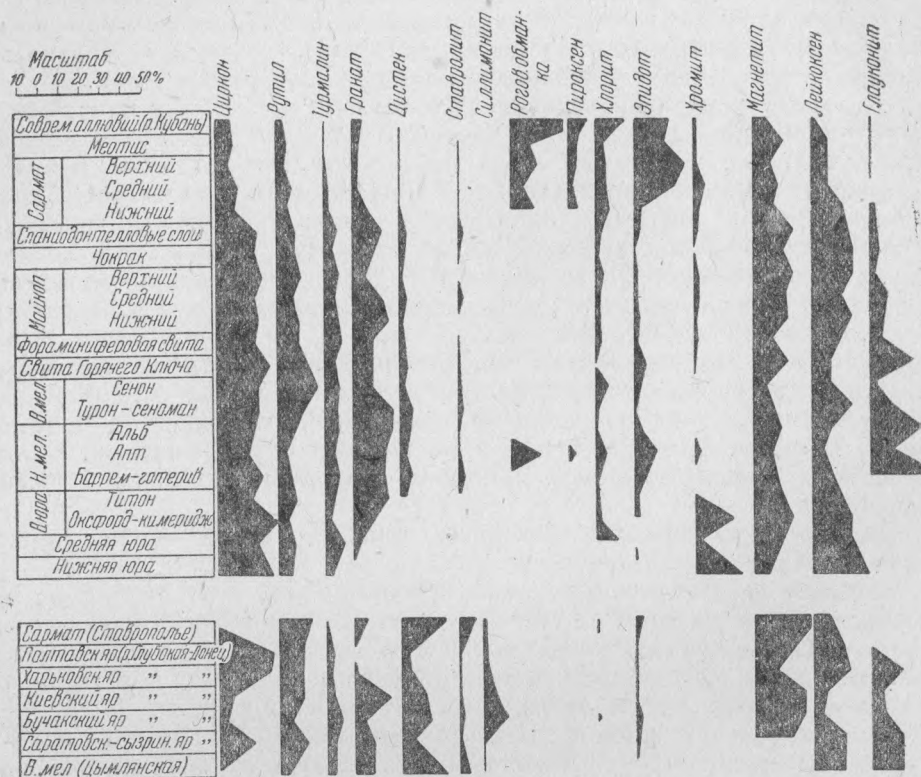 Масштаб
10 0 10 20 30 40 50%
Циркон
Рутил
Турмалин
Гранат
Дистен
Ставролит
Силлиманит
Рогов. обманка
Пироксен
Хлорит
Эпидот
Хромит
Магнетит
Лейкоксен
Глауконит
Соврем. аллювий (р. Кубань)
Меотис
Сармат
Верхний
Средний
Нижний
Спаниодонтелловые слои
Чокрак
Майкоп
Верхний
Средний
Нижний
Фораминиферовая свита
Свита Горячего Ключа
В. мел.
Сенон
Турон-сеноман
Н. мел.
Альб
Апт
Баррем-готерив
В. юра
Титон
Оксфорд-кимеридж
Средняя юра
Нижняя юра
Сармат (Ставрополье)
Полтавск. яр (р. Глубокая-Донец)
Харьковск. яр " "
Киевский яр " "
Бучакский яр " "
Саратовск.-сызрин. яр "
В. мел (Цымлянская)